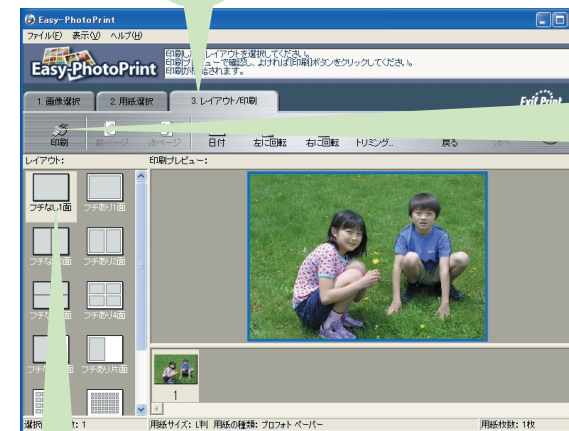 Easy-PhotoPrint
ファイル(F) 表示(V) ヘルプ(H)
Easy-PhotoPrint
印刷し レイアウトを選択してください。
印刷プレビューで確認し、よければ[印刷]ボタンをクリックしてください。
印刷が開始されます。
1. 画像選択 2. 用紙選択 3. レイアウト/印刷 Exif Print
印刷 前ページ 次ページ 日付 左に回転 右に回転 トリミング... 戻る 次へ
レイアウト: 印刷プレビュー:
フチなし1面 フチあり1面
フチあり2面
フチあり4面
フチあり片面
1
選択 : 1 用紙サイズ: L判 用紙の種類: プロフォト ペーパー 用紙枚数: 1枚